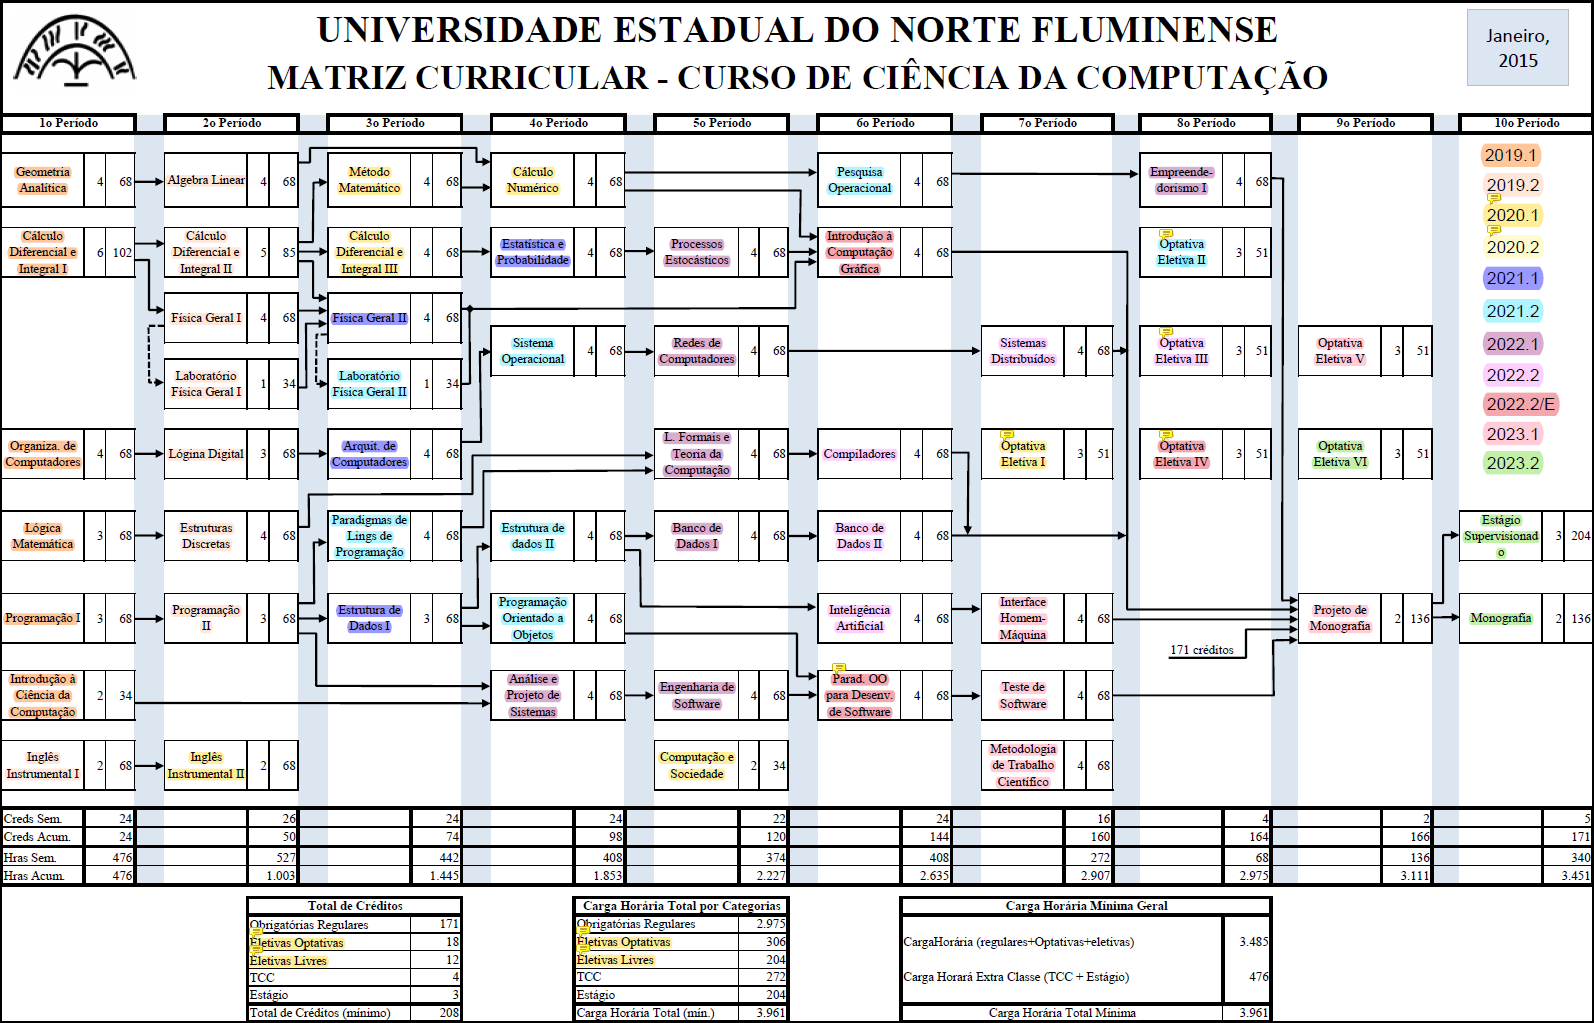 UNIVERSIDADE ESTADUAL DO NORTE FLUMINENSE
MATRIZ CURRICULAR - CURSO DE CIÊNCIA DA COMPUTAÇÃO
Janeiro,
2015
1o Período 2o Período 3o Período 4o Período 5o Período 6o Período 7o Período 8o Período 9o Período 10o Período
Geometria
Analítica 4 68
Algebra Linear 4 68
Método
Matemático 4 68
Cálculo
Numérico 4 68
Pesquisa
Operacional 4 68
Empreende-
dorismo I 4 68
Cálculo
Diferencial e
Integral I 6 102
Cálculo
Diferencial e
Integral II 5 85
Cálculo
Diferencial e
Integral III 4 68
Estatística e
Probabilidade 4 68
Processos
Estocásticos 4 68
Introdução à
Computação
Gráfica 4 68
Optativa
Eletiva II 3 51
Física Geral I 4 68
Física Geral II 4 68
Sistema
Operacional 4 68
Redes de
Computadores 4 68
Sistemas
Distribuídos 4 68
Optativa
Eletiva III 3 51
Optativa
Eletiva V 3 51
Laboratório
Física Geral I 1 34
Laboratório
Física Geral II 1 34
Organiza. de
Computadores 4 68
Lógina Digital 3 68
Arquit. de
Computadores 4 68
L. Formais e
Teoria da
Computação 4 68
Compiladores 4 68
Optativa
Eletiva I 3 51
Optativa
Eletiva IV 3 51
Optativa
Eletiva VI 3 51
Lógica
Matemática 3 68
Estruturas
Discretas 4 68
Paradigmas de
Lings de
Programação 4 68
Estrutura de
dados II 4 68
Banco de
Dados I 4 68
Banco de
Dados II 4 68
Estágio
Supervisionad
o 3 204
Programação I 3 68
Programação
II 3 68
Estrutura de
Dados I 3 68
Programação
Orientado a
Objetos 4 68
Inteligência
Artificial 4 68
Interface
Homem-
Máquina 4 68
171 créditos
Projeto de
Monografia 2 136
Monografia 2 136
Introdução à
Ciência da
Computação 2 34
Análise e
Projeto de
Sistemas 4 68
Engenharia de
Software 4 68
Parad. OO
para Desenv.
de Software 4 68
Teste de
Software 4 68
Inglês
Instrumental I 2 68
Inglês
Instrumental II 2 68
Computação e
Sociedade 2 34
Metodologia
de Trabalho
Científico 4 68
2019.1
2019.2
2020.1
2020.2
2021.1
2021.2
2022.1
2022.2
2022.2/E
2023.1
2023.2
Creds Sem. 24 26 24 24 22 24 16 4 2 5
Creds Acum. 24 50 74 98 120 144 160 164 166 171
Hras Sem. 476 527 442 408 374 408 272 68 136 340
Hras Acum. 476 1.003 1.445 1.853 2.227 2.635 2.907 2.975 3.111 3.451
Total de Créditos
Obrigatórias Regulares 171
Eletivas Optativas 18
Eletivas Livres 12
TCC 4
Estágio 3
Total de Créditos (mínimo) 208
Carga Horária Total por Categorias
Obrigatórias Regulares 2.975
Eletivas Optativas 306
Eletivas Livres 204
TCC 272
Estágio 204
Carga Horária Total (mín.) 3.961
Carga Horária Mínima Geral
CargaHorária (regulares+Optativas+eletivas) 3.485
Carga Horará Extra Classe (TCC + Estágio) 476
Carga Horária Total Mínima 3.961